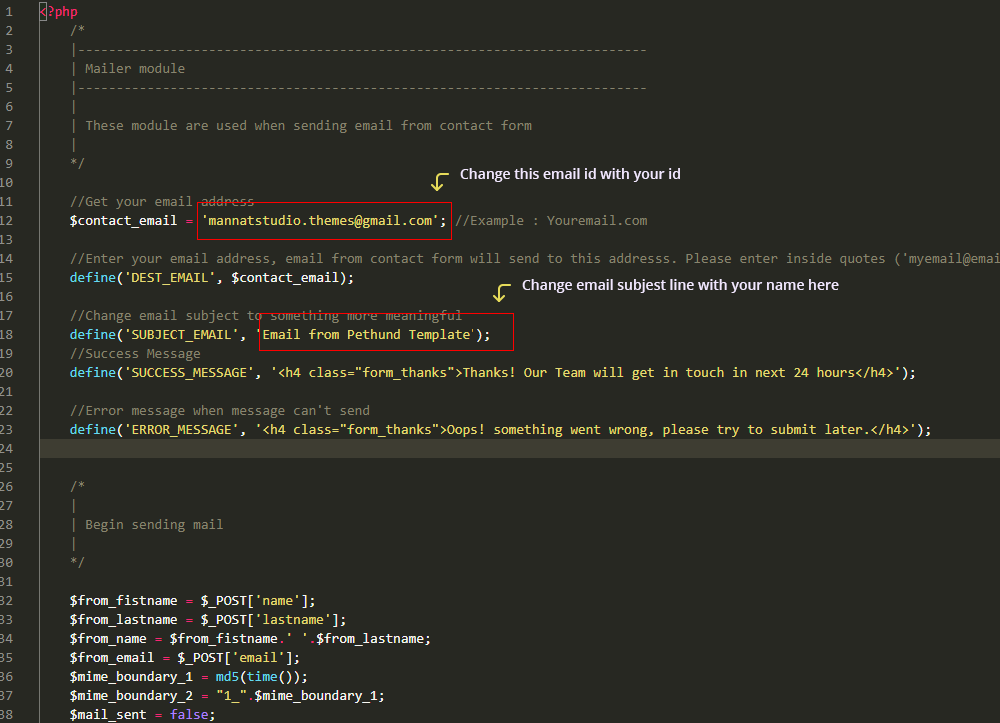 1 <?php
2 /*
3 |--------------------------------------------------------------------------
4 | Mailer module
5 |--------------------------------------------------------------------------
6 |
7 | These module are used when sending email from contact form
8 |
9 */
Change this email id with your id
10
11 //Get your email address
12 $contact_email = 'mannatstudio.themes@gmail.com'; //Example : Youremail.com
13
14 //Enter your email address, email from contact form will send to this addresss. Please enter inside quotes ('myemail@emai
15 define('DEST_EMAIL', $contact_email);
Change email subjest line with your name here
16
17 //Change email subject to something more meaningful
18 define('SUBJECT_EMAIL', 'Email from Pethund Template');
19 //Success Message
20 define('SUCCESS_MESSAGE', '<h4 class="form_thanks">Thanks! Our Team will get in touch in next 24 hours</h4>');
21
22 //Error message when message can't send
23 define('ERROR_MESSAGE', '<h4 class="form_thanks">Oops! something went wrong, please try to submit later.</h4>');
24
25
26 /*
27 |
28 | Begin sending mail
29 |
30 */
31
32 $from_fistname = $_POST['name'];
33 $from_lastname = $_POST['lastname'];
34 $from_name = $from_fistname.' '.$from_lastname;
35 $from_email = $_POST['email'];
36 $mime_boundary_1 = md5(time());
37 $mime_boundary_2 = "1_".$mime_boundary_1;
38 $mail_sent = false;